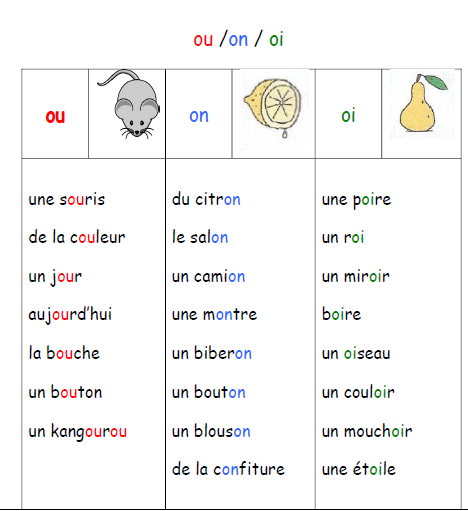 ou /on / oi
ou on oi
une souris du citron une poire
de la couleur le salon un roi
un jour un camion un miroir
aujourd'hui une montre boire
la bouche un biberon un oiseau
un bouton un bouton un couloir
un kangourou un blouson un mouchoir
de la confiture une étoile